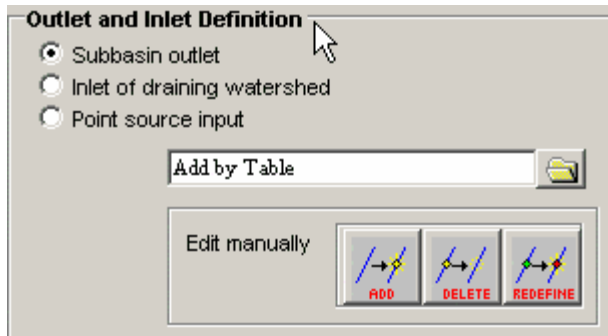 Outlet and Inlet Definition
Subbasin outlet
Inlet of draining watershed
Point source input
Add by Table
Edit manually
ADD DELETE REDEFINE